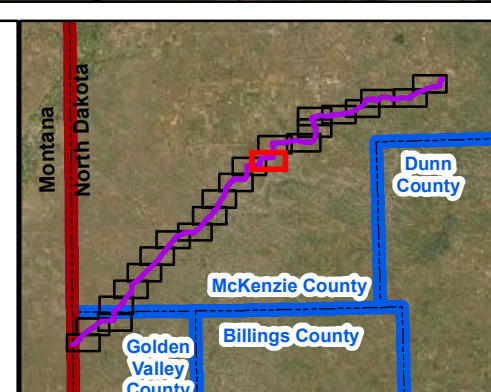 Montana
North Dakota
Dunn
County
McKenzie County
Billings County
Golden
Valley
County